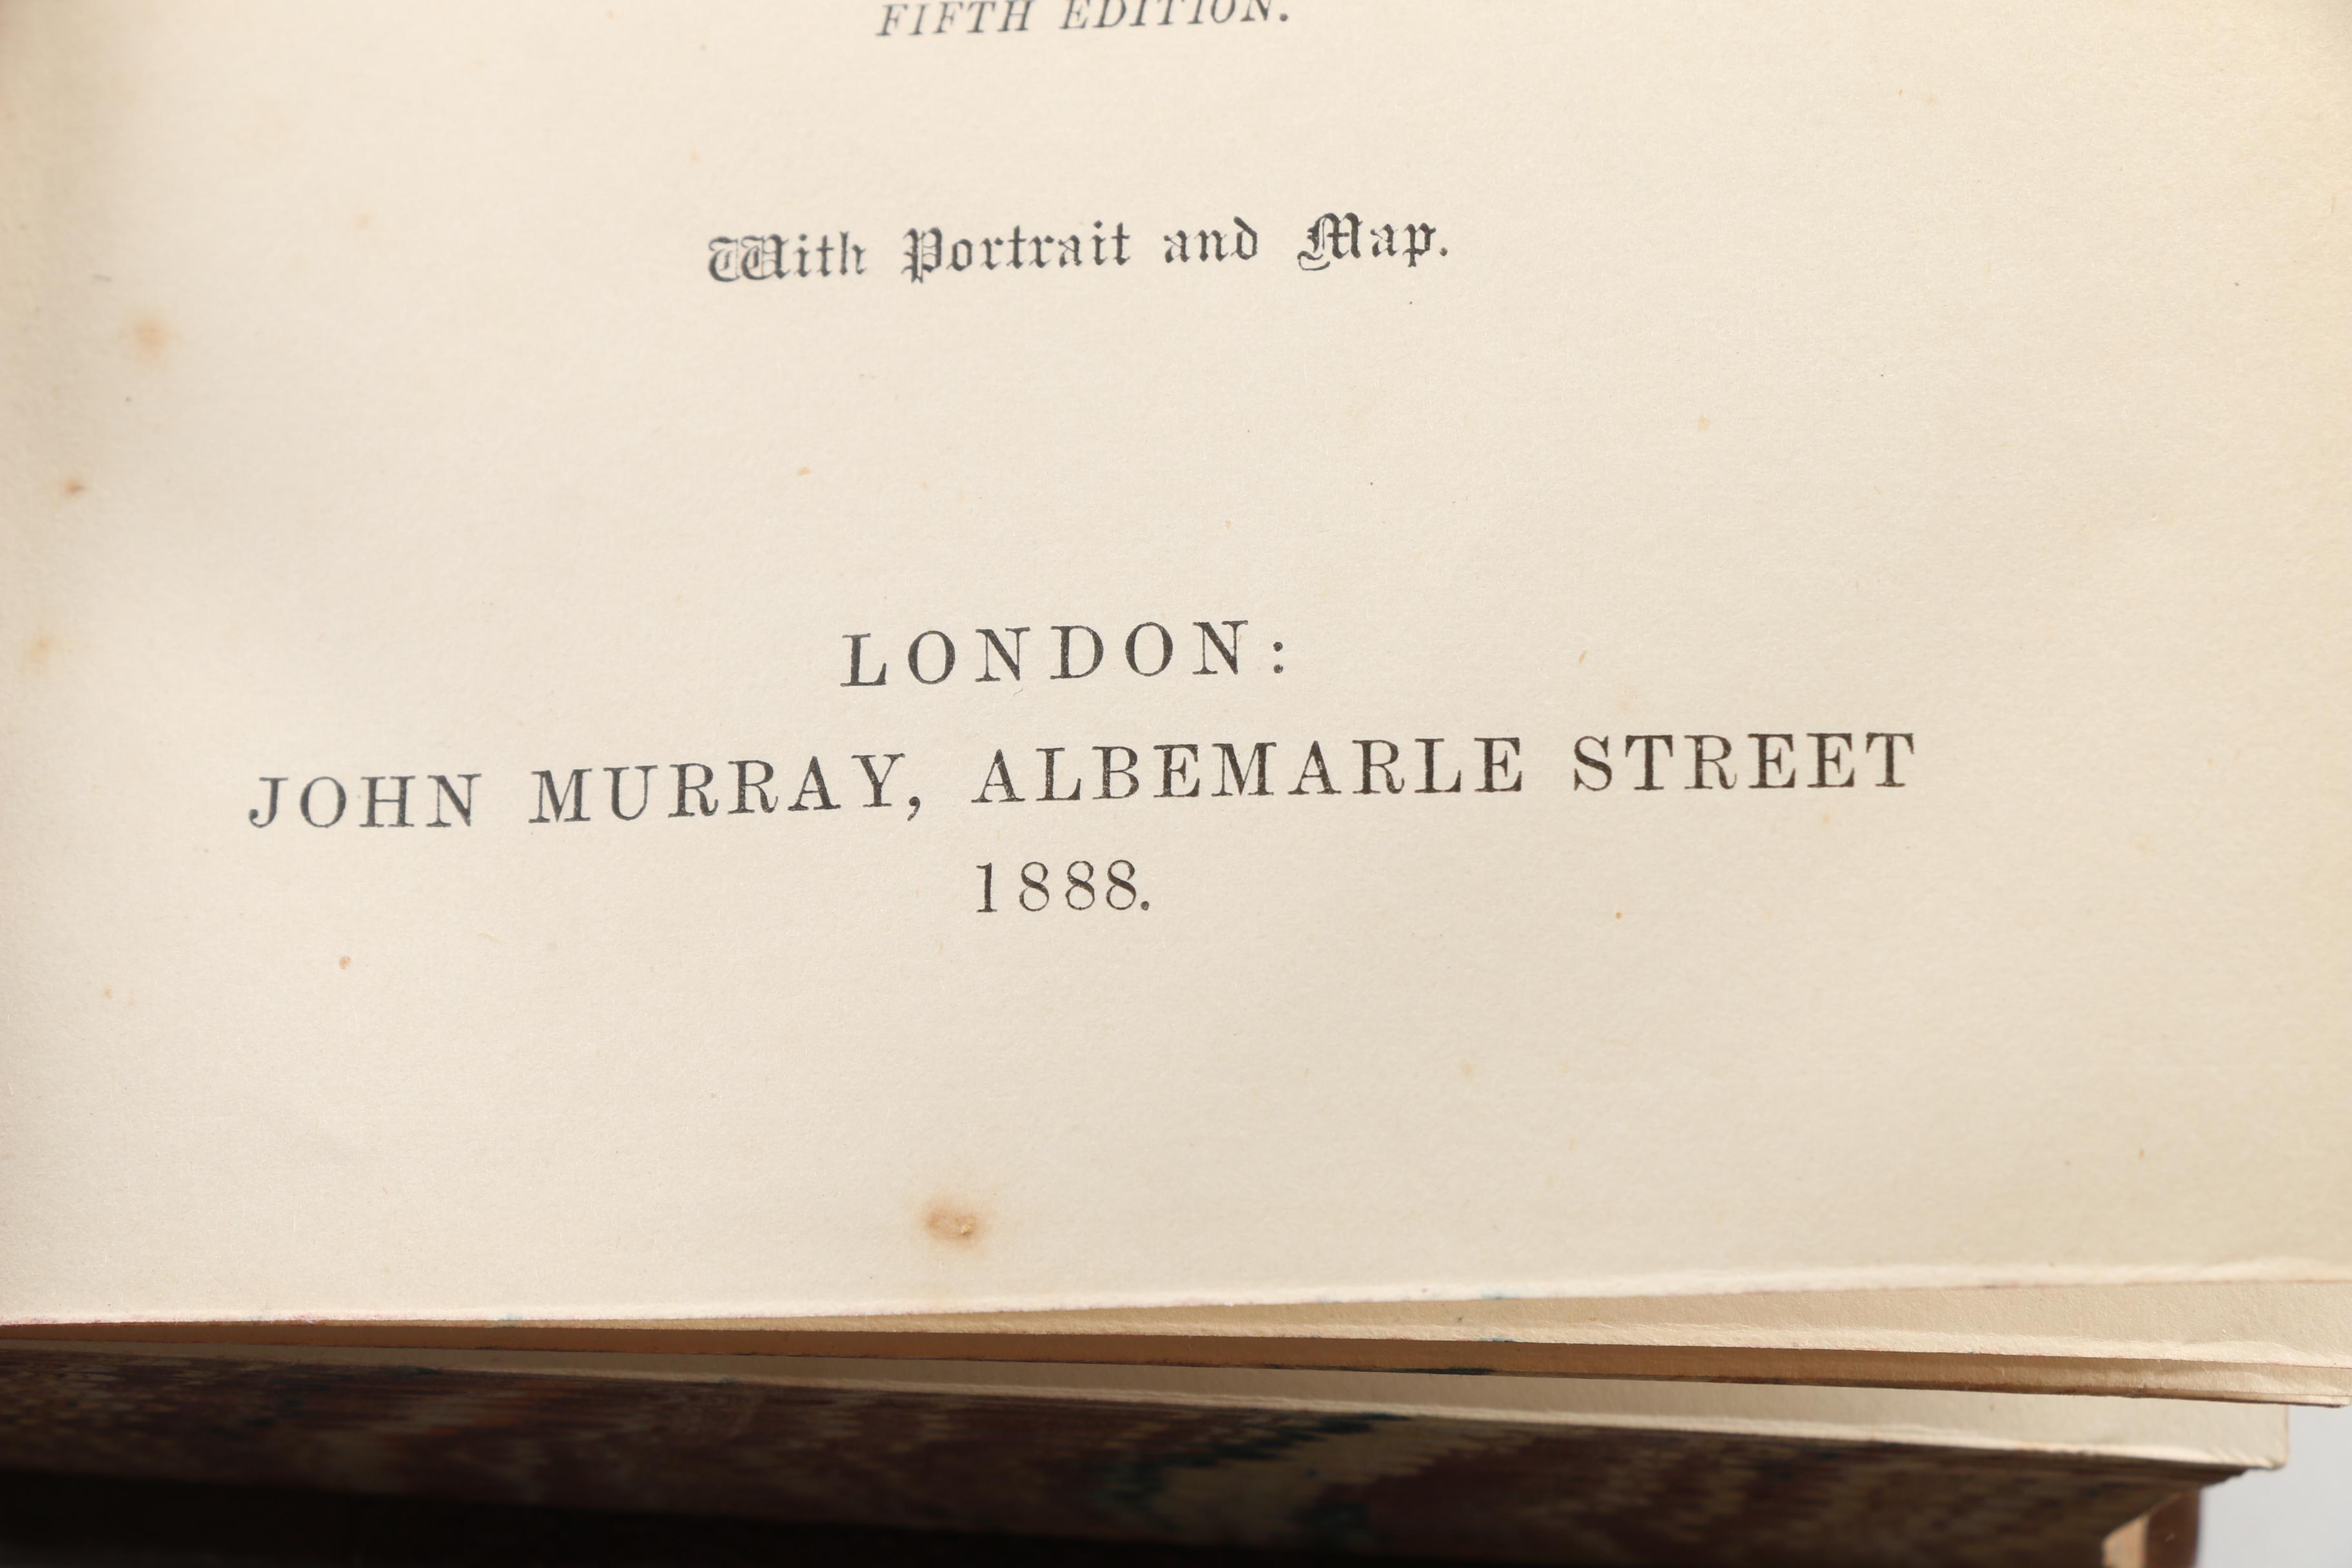 FIFTH EDITION.
With Portrait and Map.
LONDON:
JOHN MURRAY, ALBEMARLE STREET
1888.